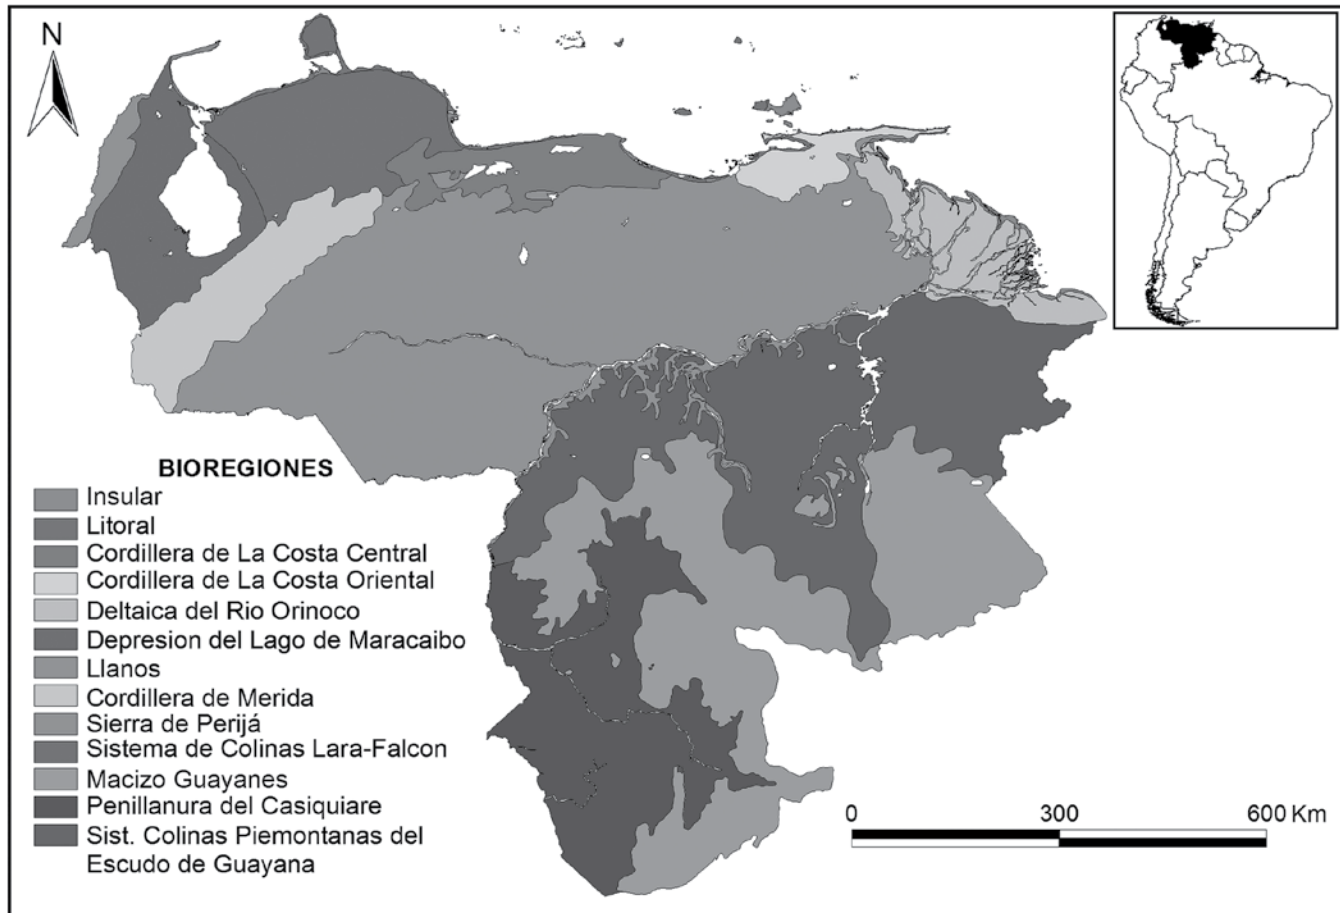 N
BIOREGIONES
Insular
Litoral
Cordillera de La Costa Central
Cordillera de La Costa Oriental
Deltaica del Rio Orinoco
Depresion del Lago de Maracaibo
Llanos
Cordillera de Merida
Sierra de Perijá
Sistema de Colinas Lara-Falcon
Macizo Guayanes
Penillanura del Casiquiare
Sist. Colinas Piemontanas del
Escudo de Guayana
0 300 600 Km